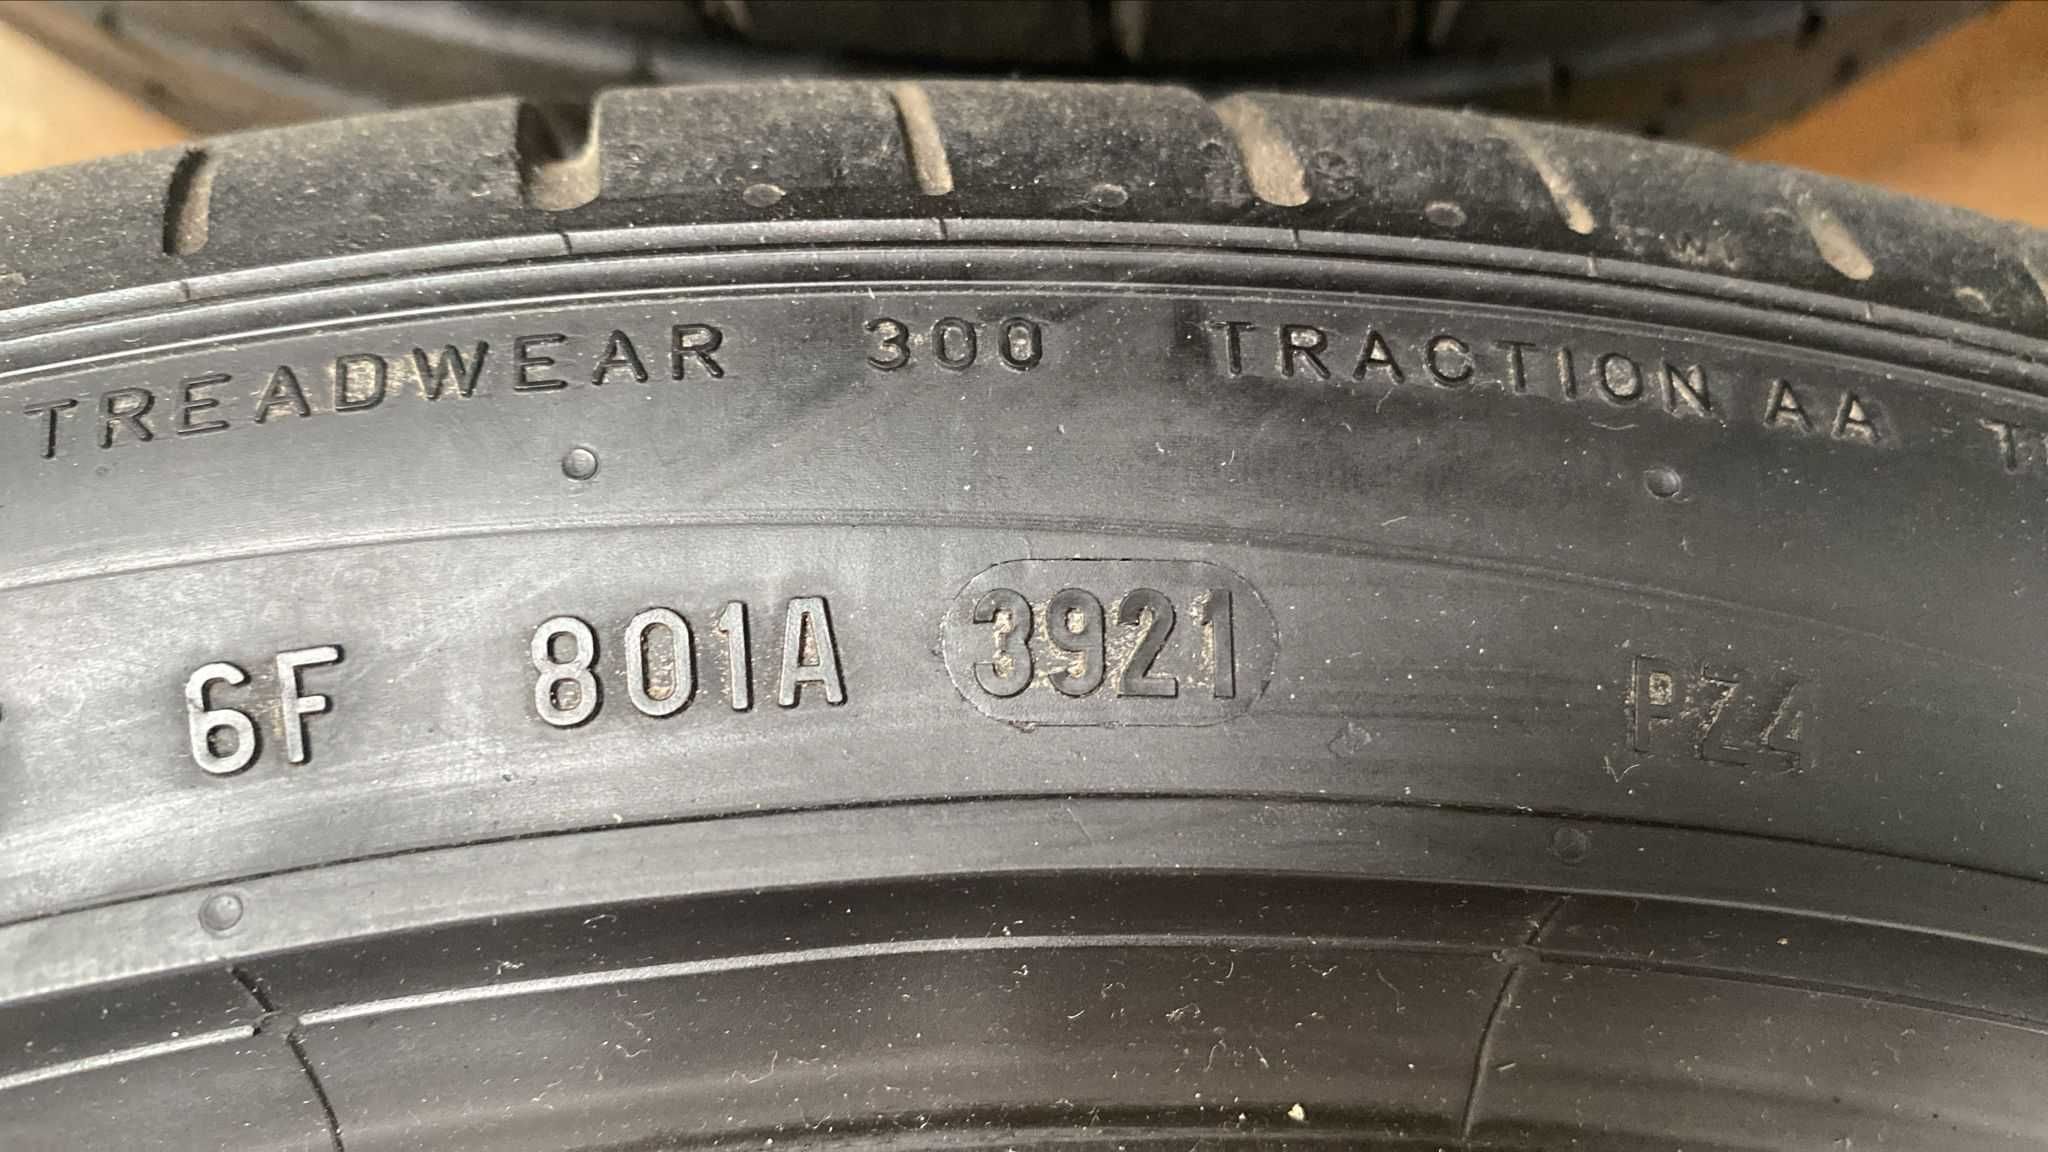 TREADWEAR 300 TRACTION AA
6F 801A 3921 PZ4